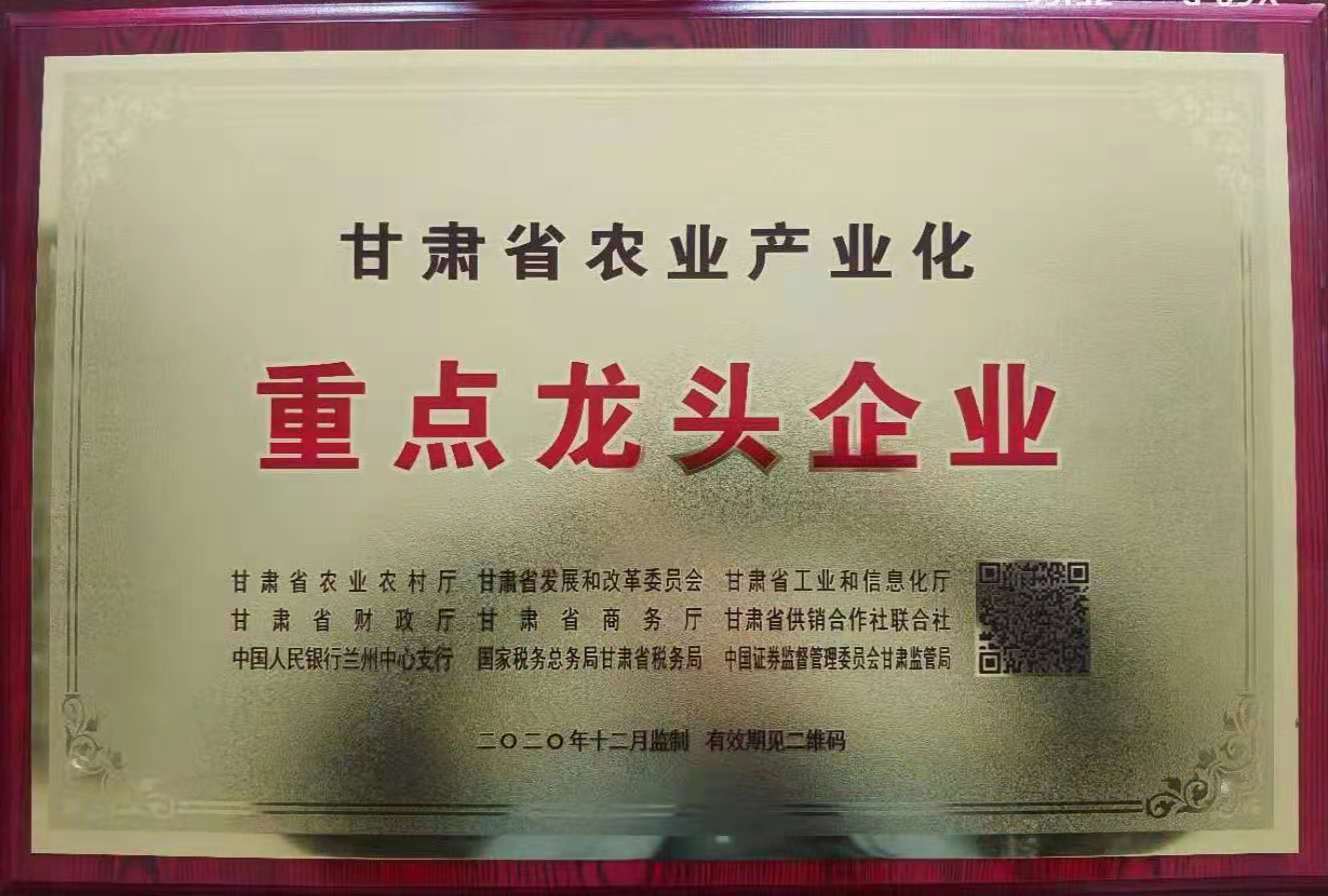 甘肃省农业产业化
重点龙头企业
甘肃省农业农村厅 甘肃省发展和改革委员会 甘肃省工业和信息化厅
甘肃省财政厅 甘肃省商务厅 甘肃省供销合作社联合社
中国人民银行兰州中心支行 国家税务总务局甘肃省税务局 中国证券监督管理委员会甘肃监管局
二〇二〇年十二月监制 有效期见二维码